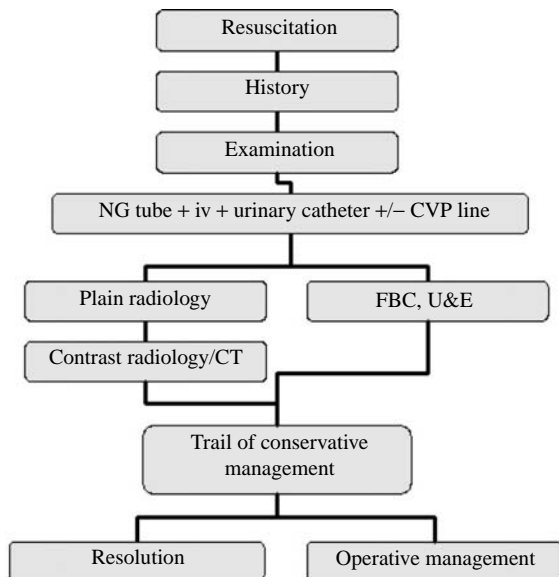 Resuscitation
History
Examination
NG tube + iv + urinary catheter +/− CVP line
Plain radiology
FBC, U&E
Contrast radiology/CT
Trail of conservative
management
Resolution
Operative management